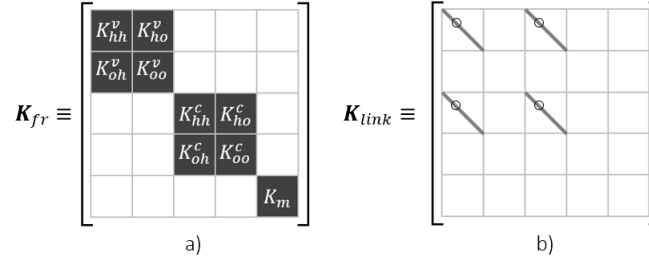 K^v_hh K^v_ho
K^v_oh K^v_oo
K_fr ≡ K^c_hh K^c_ho K_link ≡
K^c_oh K^c_oo
K_m
a) b)